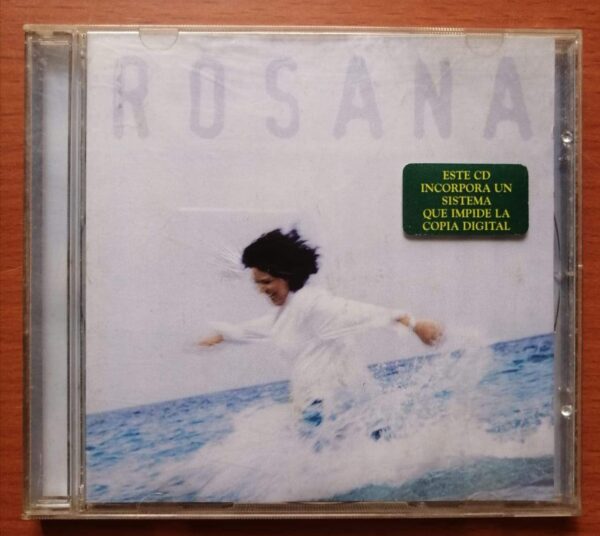 ROSANA
ESTE CD
INCORPORA UN
SISTEMA
QUE IMPIDE LA
COPIA DIGITAL